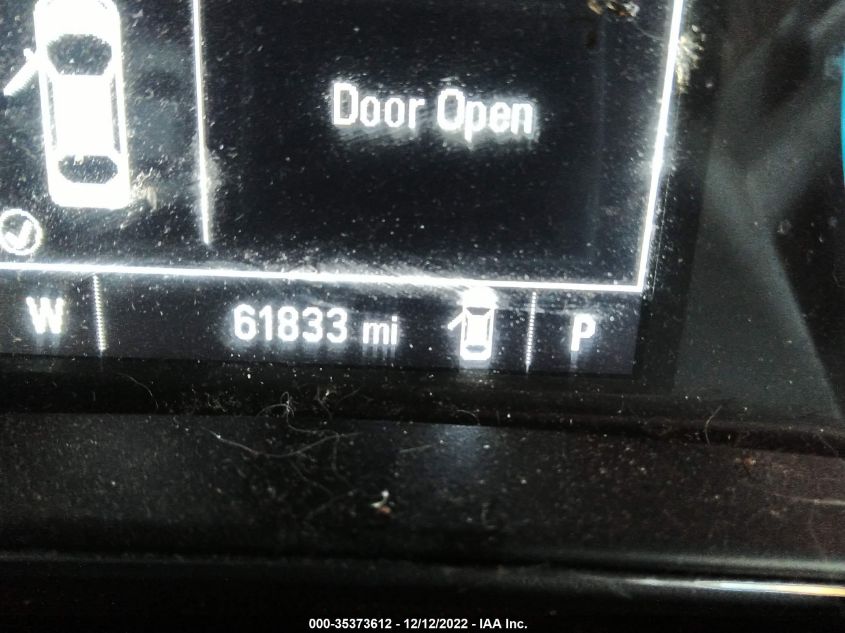 Door Open
W 61833 mi P
000-35373612 - 12/12/2022 - IAA Inc.